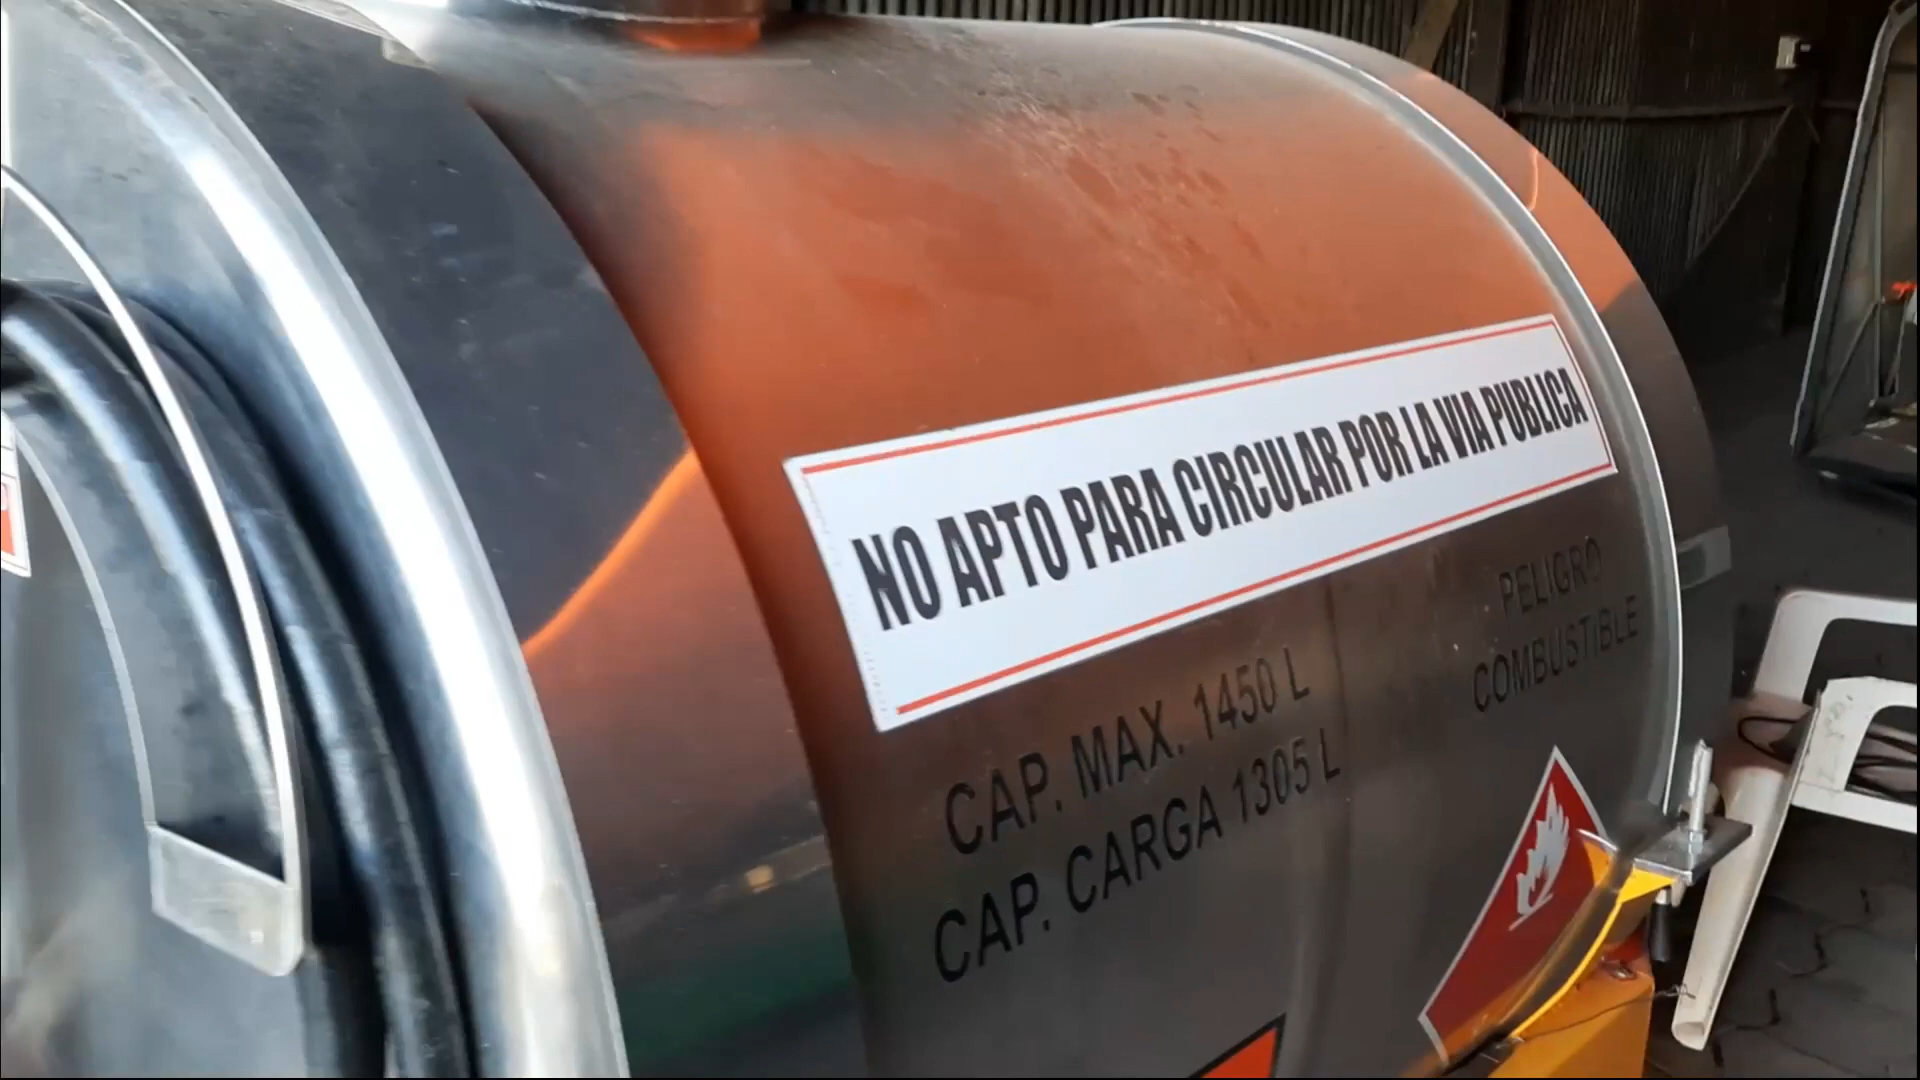 NO APTO PARA CIRCULAR POR LA VIA PUBLICA
PELIGRO
COMBUSTIBLE
CAP. MAX. 1450 L
CAP. CARGA 1305 L